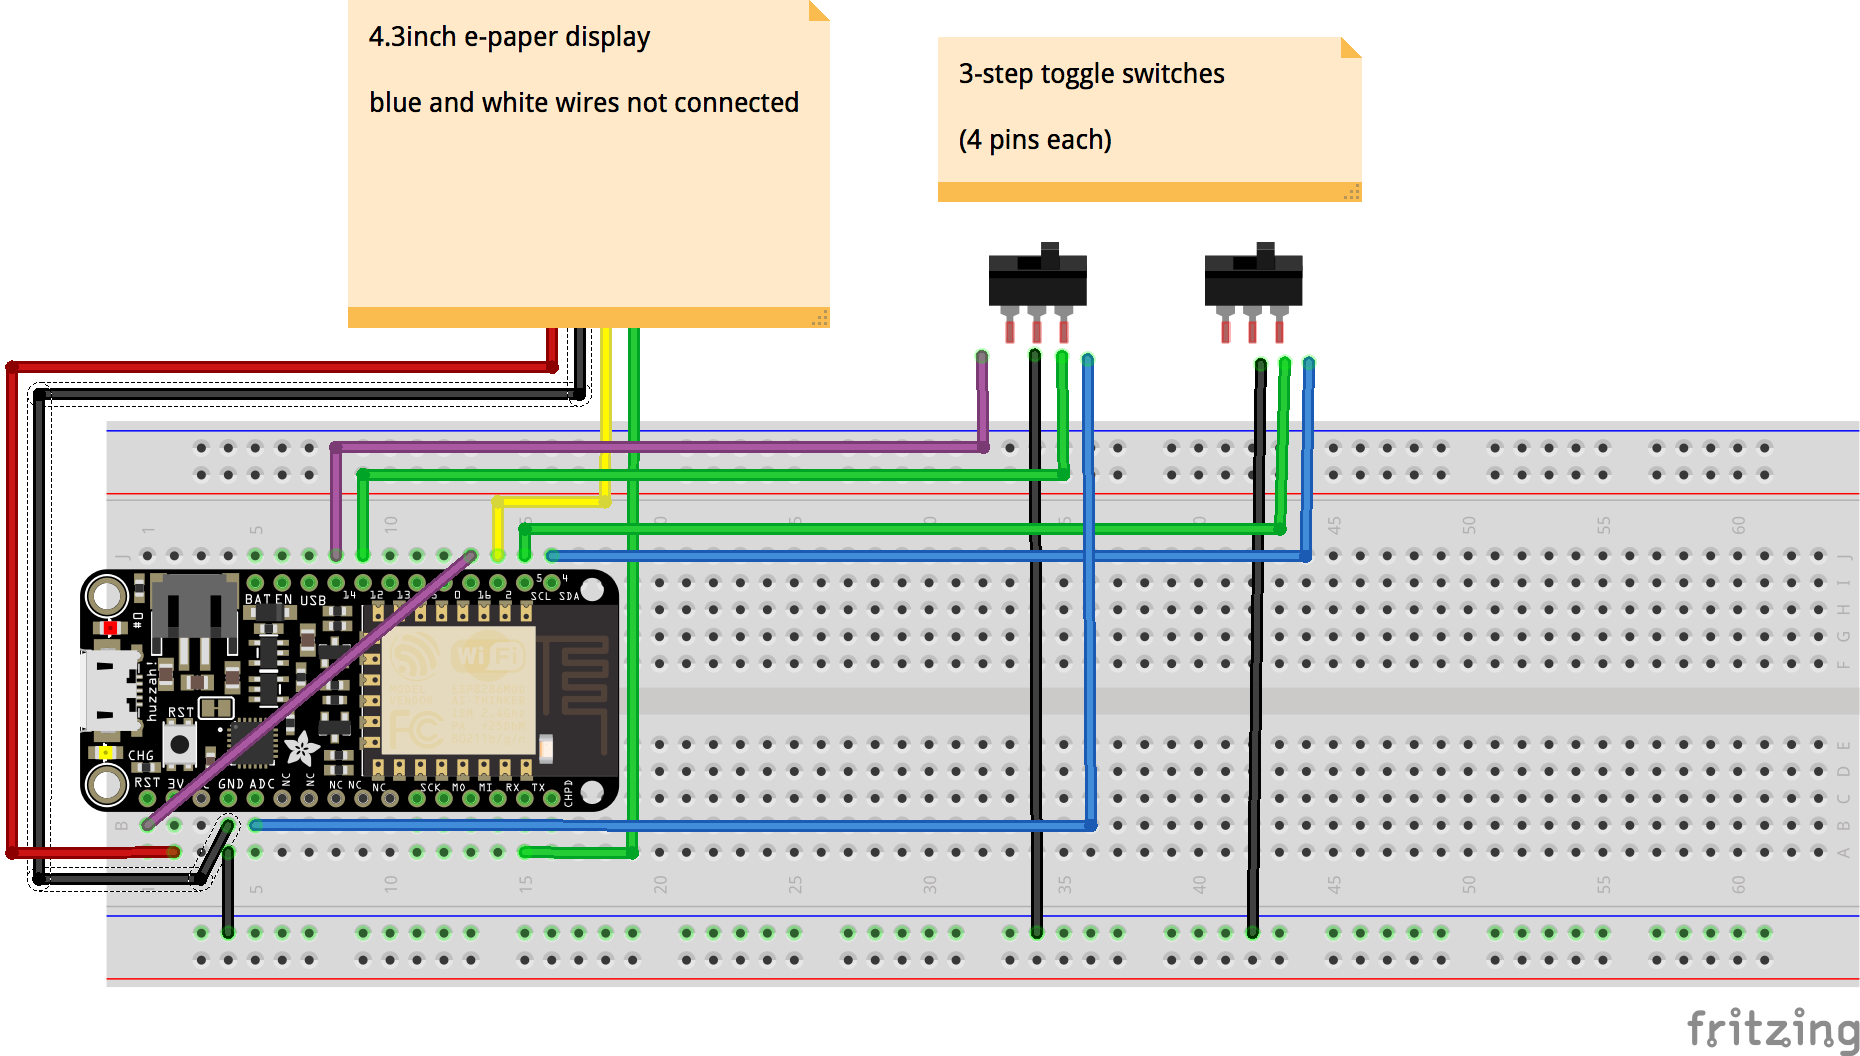 4.3inch e-paper display
blue and white wires not connected
3-step toggle switches
(4 pins each)
1 5 10 20 25 30 35 40 45 50 55 60
J J
I
H
G
F
BAT EN USB 14 12 13 0 16 2 5 4
SCL SDA
#0
WiFi
huzzah!
FC
RST
CHG
RST 3V GND ADC NC NC NC NC NC SCK MO MI RX TX CHPD
E
D
C
B B
A
5 10 15 20 25 30 35 40 45 50 55 60
fritzing